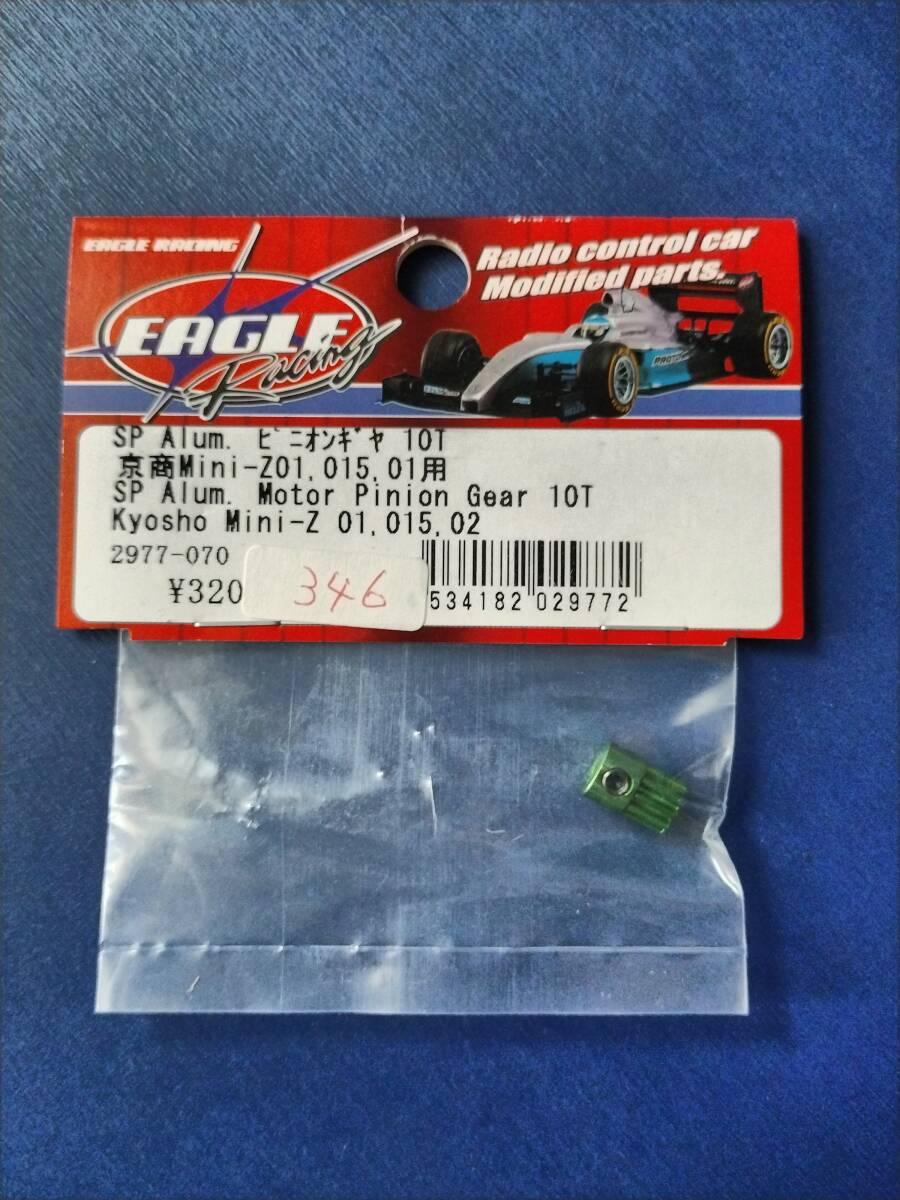 EAGLE RACING
EAGLE
Racing
Radio control car
Modified parts.
SP Alum. ﾋﾟﾆｵﾝｷﾞﾔ 10T
京商Mini-Z01,015,01用
SP Alum. Motor Pinion Gear 10T
Kyosho Mini-Z 01,015,02
2977-070
¥320
346
534182 029772